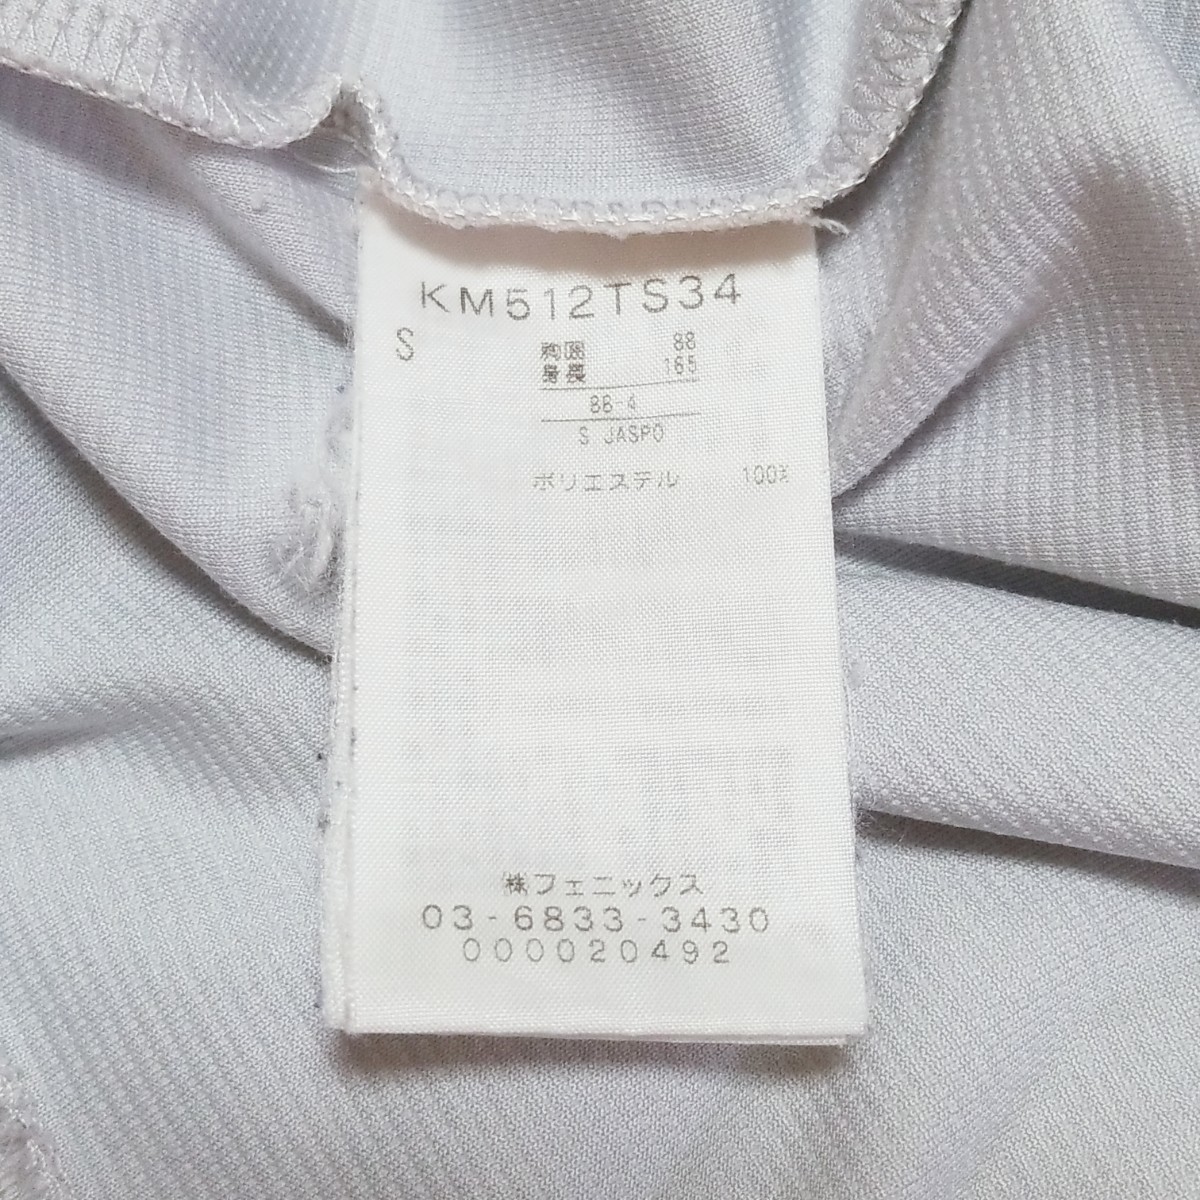 KM512TS34
S
胸囲 88
身長 165
88-4
S JASPO
ポリエステル 100%
㈱フェニックス
03-6833-3430
000020492